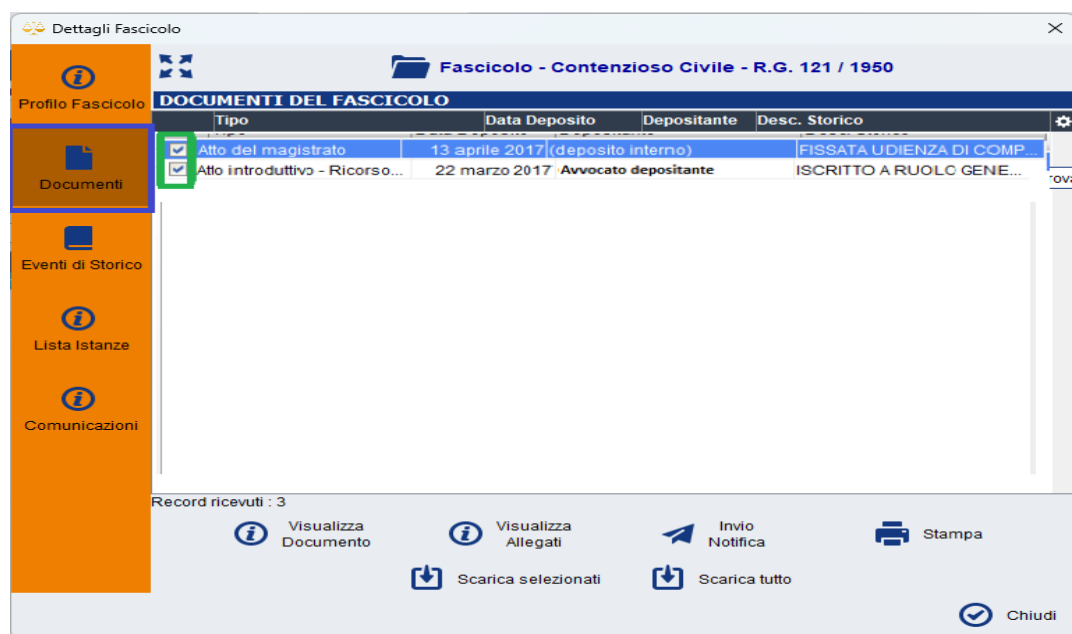 Dettagli Fascicolo
Fascicolo - Contenzioso Civile - R.G. 121 / 1950
Profilo Fascicolo
DOCUMENTI DEL FASCICOLO
Tipo Data Deposito Depositante Desc. Storico
Atto del magistrato 13 aprile 2017 (deposito interno) FISSATA UDIENZA DI COMP...
Atto introduttivo - Ricorso... 22 marzo 2017 Avvocato depositante ISCRITTO A RUOLO GENE...
Documenti
Eventi di Storico
Lista Istanze
Comunicazioni
Record ricevuti : 3
Visualizza Documento
Visualizza Allegati
Invio Notifica
Stampa
Scarica selezionati
Scarica tutto
Chiudi